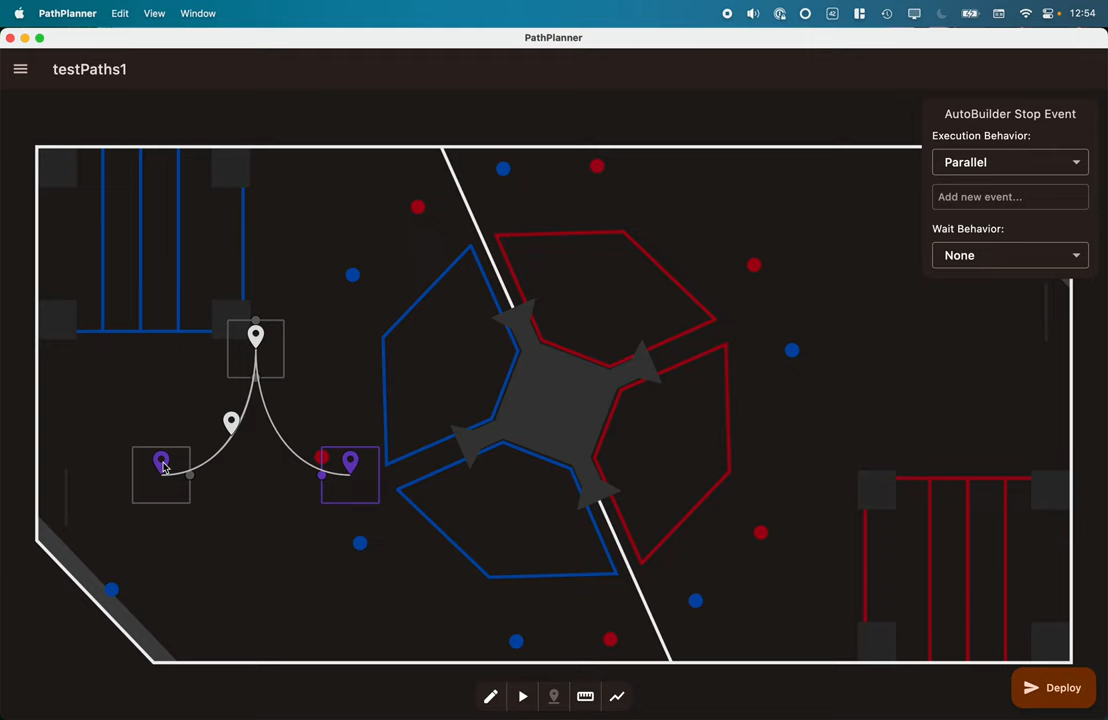 PathPlanner Edit View Window 42 12:54
PathPlanner
testPaths1
AutoBuilder Stop Event
Execution Behavior:
Parallel
Add new event...
Wait Behavior:
None
Deploy